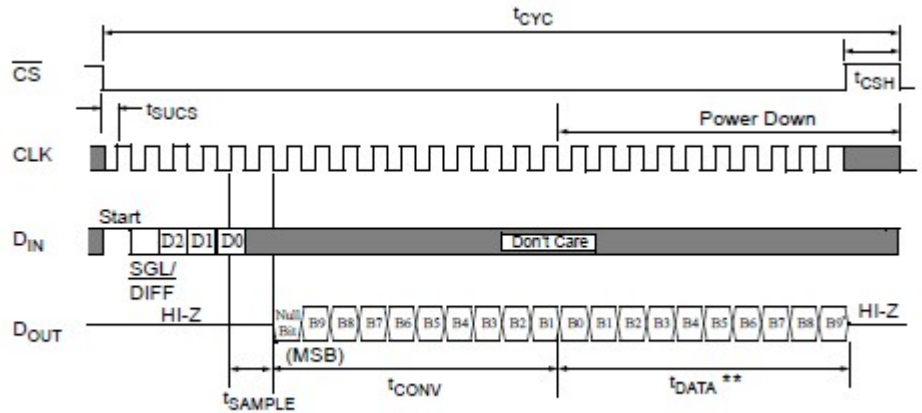 tCYC
CS
tCSH
tSUCS
Power Down
CLK
Start
DIN
D2 D1 D0
Don't Care
SGL/
DIFF
HI-Z
HI-Z
DOUT
Null
Bit
B9 B8 B7 B6 B5 B4 B3 B2 B1 B0 B1 B2 B3 B4 B5 B6 B7 B8 B9*
(MSB)
tSAMPLE
tCONV
tDATA **